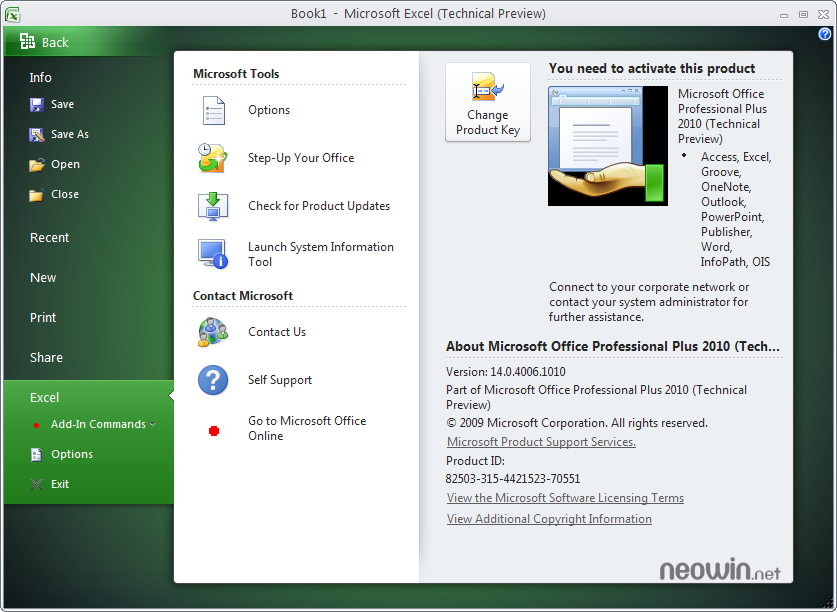 Book1 - Microsoft Excel (Technical Preview)
Back
Info
Save
Save As
Open
Close
Recent
New
Print
Share
Excel
Add-In Commands
Options
Exit
Microsoft Tools
Options
Step-Up Your Office
Check for Product Updates
Launch System Information
Tool
Contact Microsoft
Contact Us
Self Support
Go to Microsoft Office
Online
Change
Product Key
You need to activate this product
Microsoft Office
Professional Plus
2010 (Technical
Preview)
• Access, Excel,
Groove,
OneNote,
Outlook,
PowerPoint,
Publisher,
Word,
InfoPath, OIS
Connect to your corporate network or
contact your system administrator for
further assistance.
About Microsoft Office Professional Plus 2010 (Tech...
Version: 14.0.4006.1010
Part of Microsoft Office Professional Plus 2010 (Technical
Preview)
© 2009 Microsoft Corporation. All rights reserved.
Microsoft Product Support Services.
Product ID:
82503-315-4421523-70551
View the Microsoft Software Licensing Terms
View Additional Copyright Information
neowin.net